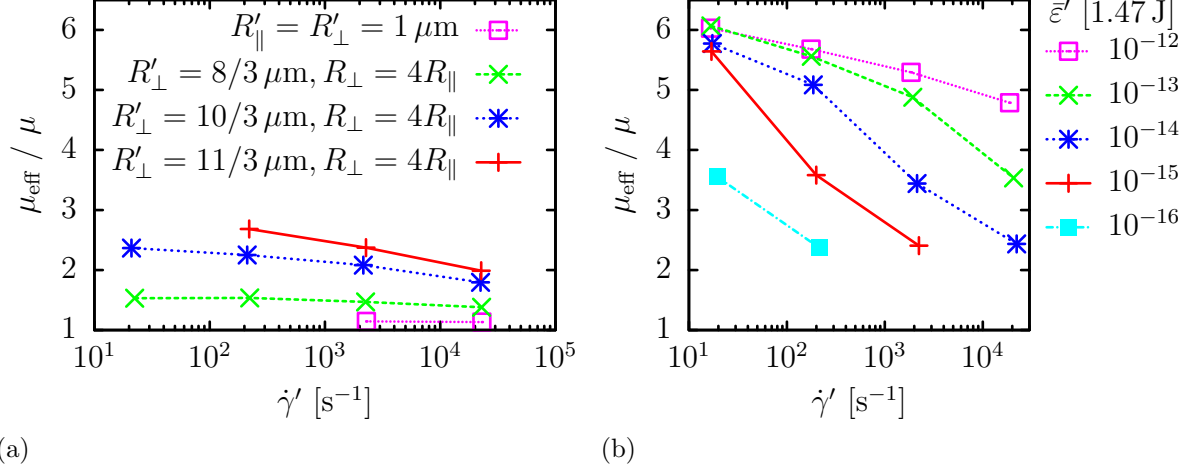 R′∥ = R′⊥ = 1 μm
R′⊥ = 8/3 μm, R⊥ = 4R∥
R′⊥ = 10/3 μm, R⊥ = 4R∥
R′⊥ = 11/3 μm, R⊥ = 4R∥
μeff / μ
6
5
4
3
2
1
10¹ 10² 10³ 10⁴ 10⁵
γ̇′ [s⁻¹]
(a)
μeff / μ
6
5
4
3
2
1
10¹ 10² 10³ 10⁴
γ̇′ [s⁻¹]
(b)
ε̄′ [1.47 J]
10⁻¹²
10⁻¹³
10⁻¹⁴
10⁻¹⁵
10⁻¹⁶